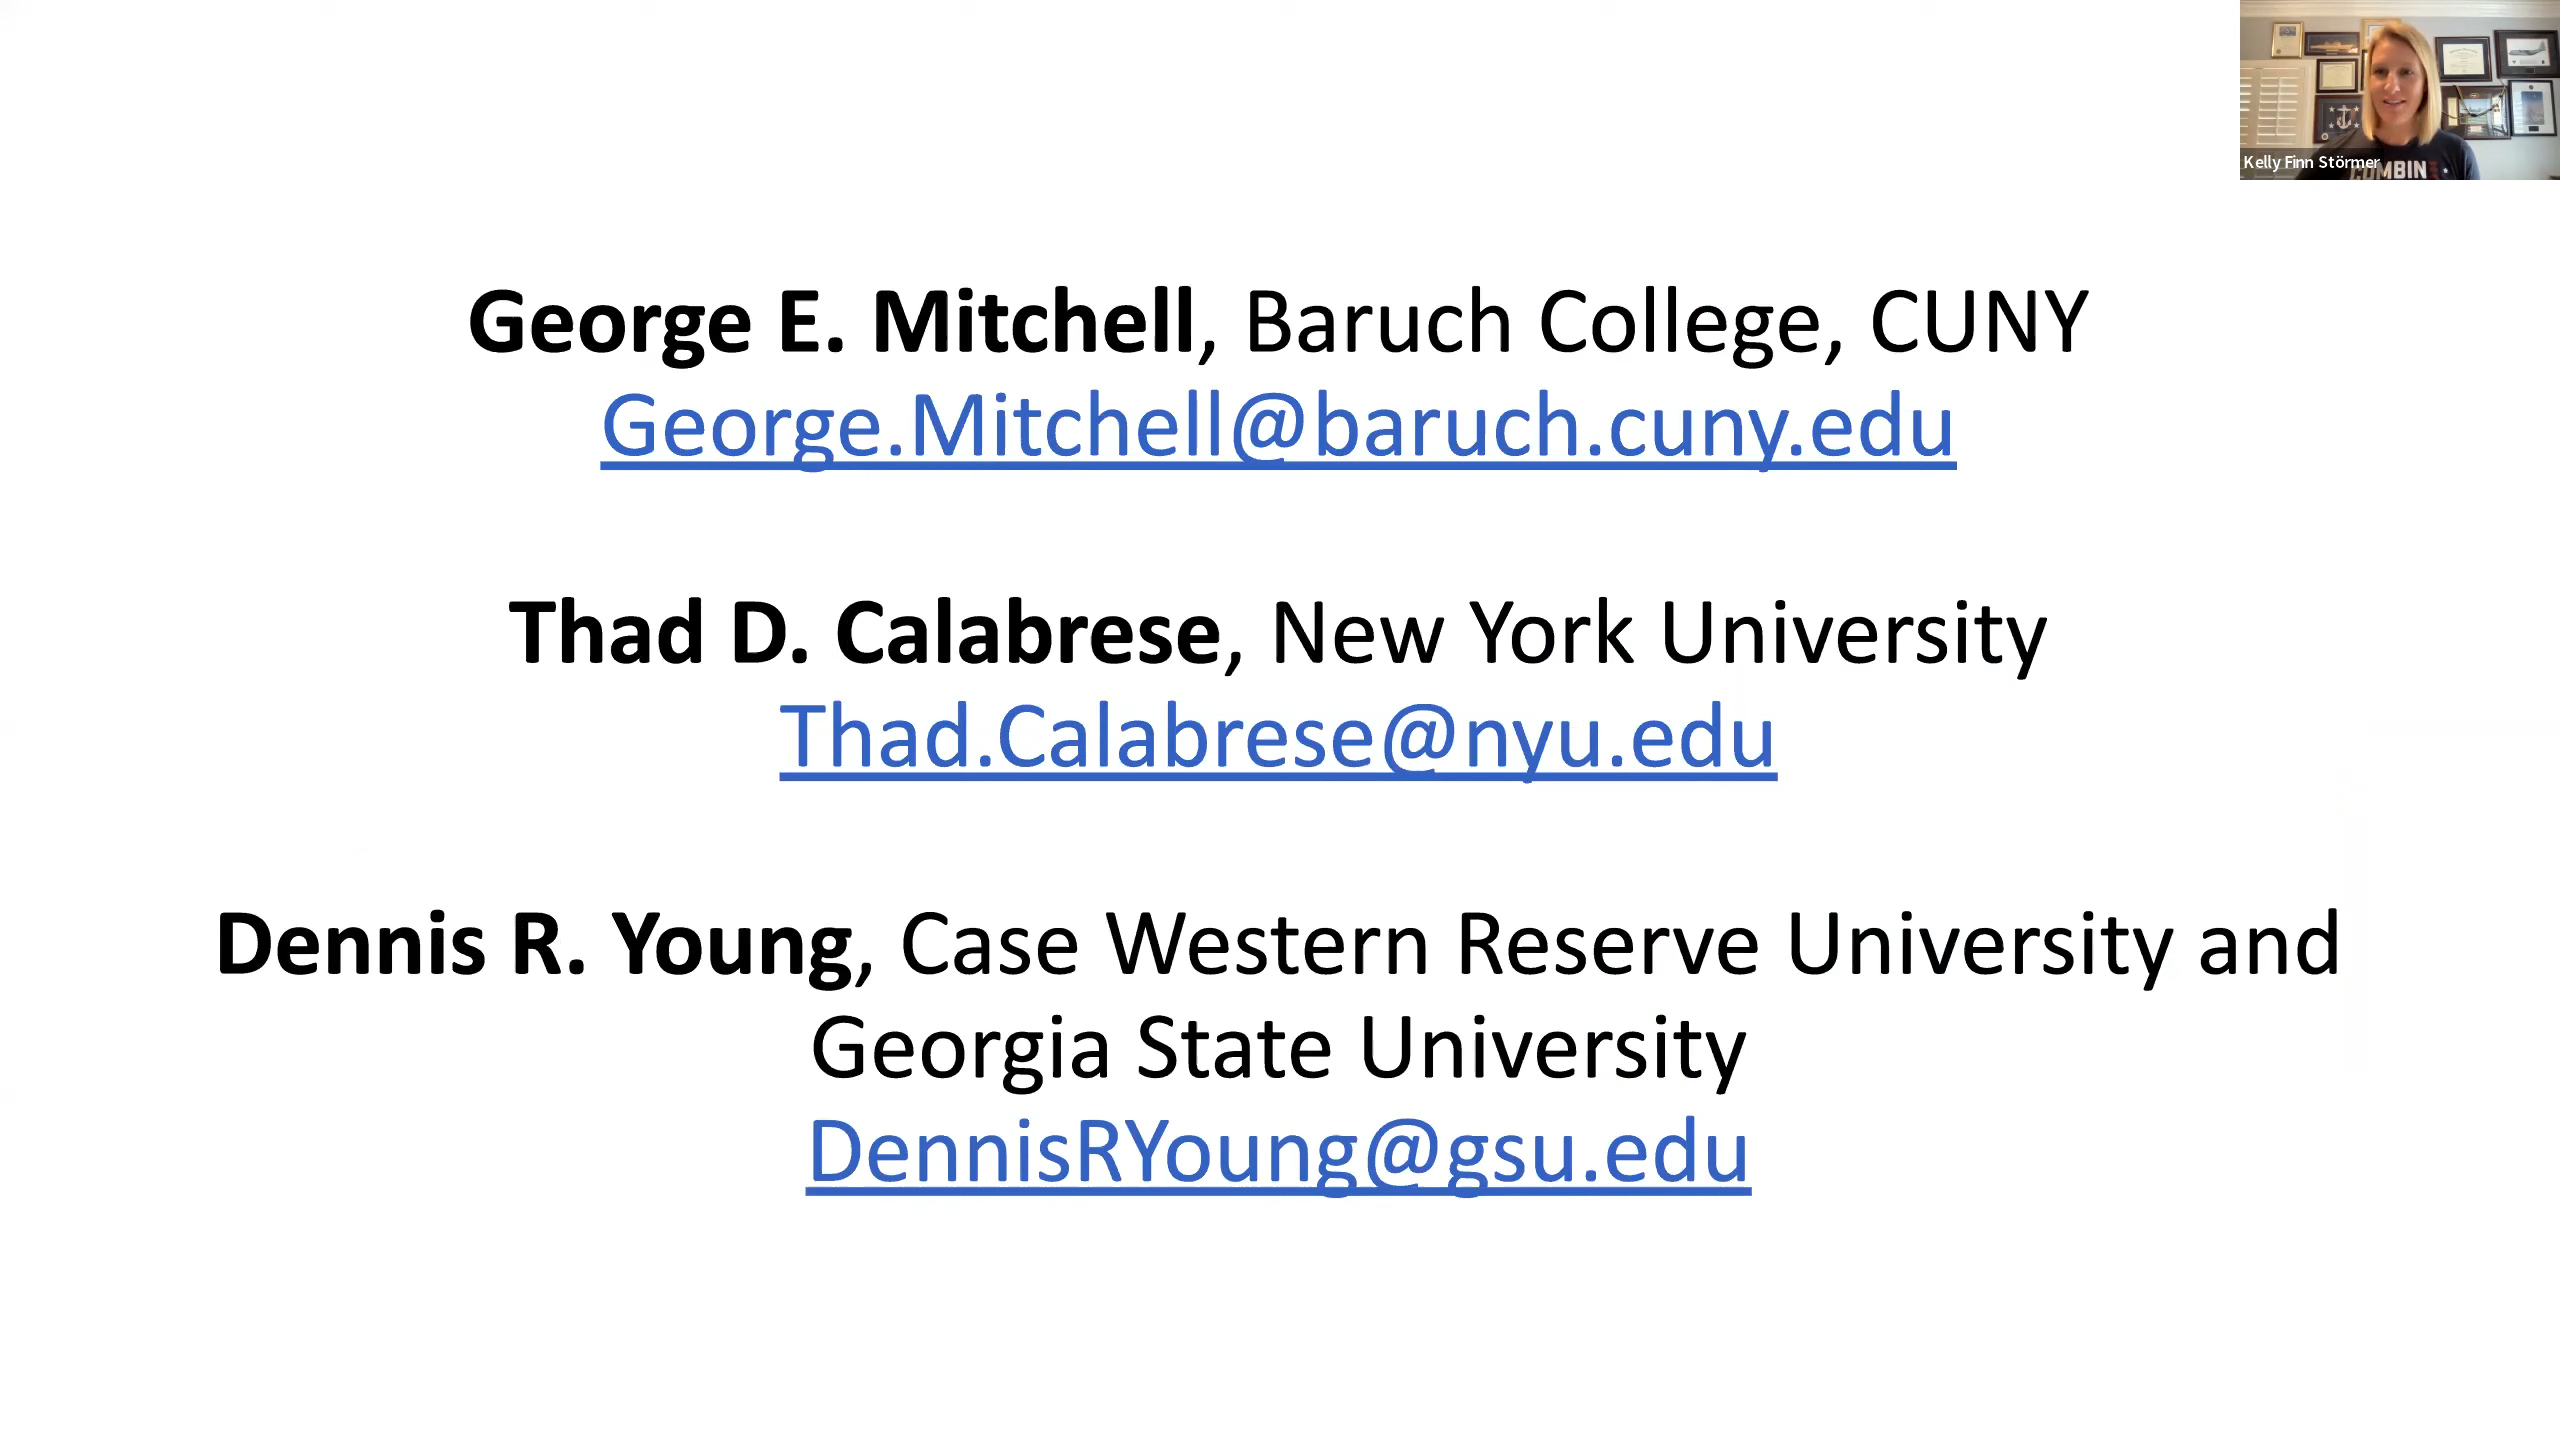 Kelly Finn Störmer
George E. Mitchell, Baruch College, CUNY
George.Mitchell@baruch.cuny.edu
Thad D. Calabrese, New York University
Thad.Calabrese@nyu.edu
Dennis R. Young, Case Western Reserve University and
Georgia State University
DennisRYoung@gsu.edu